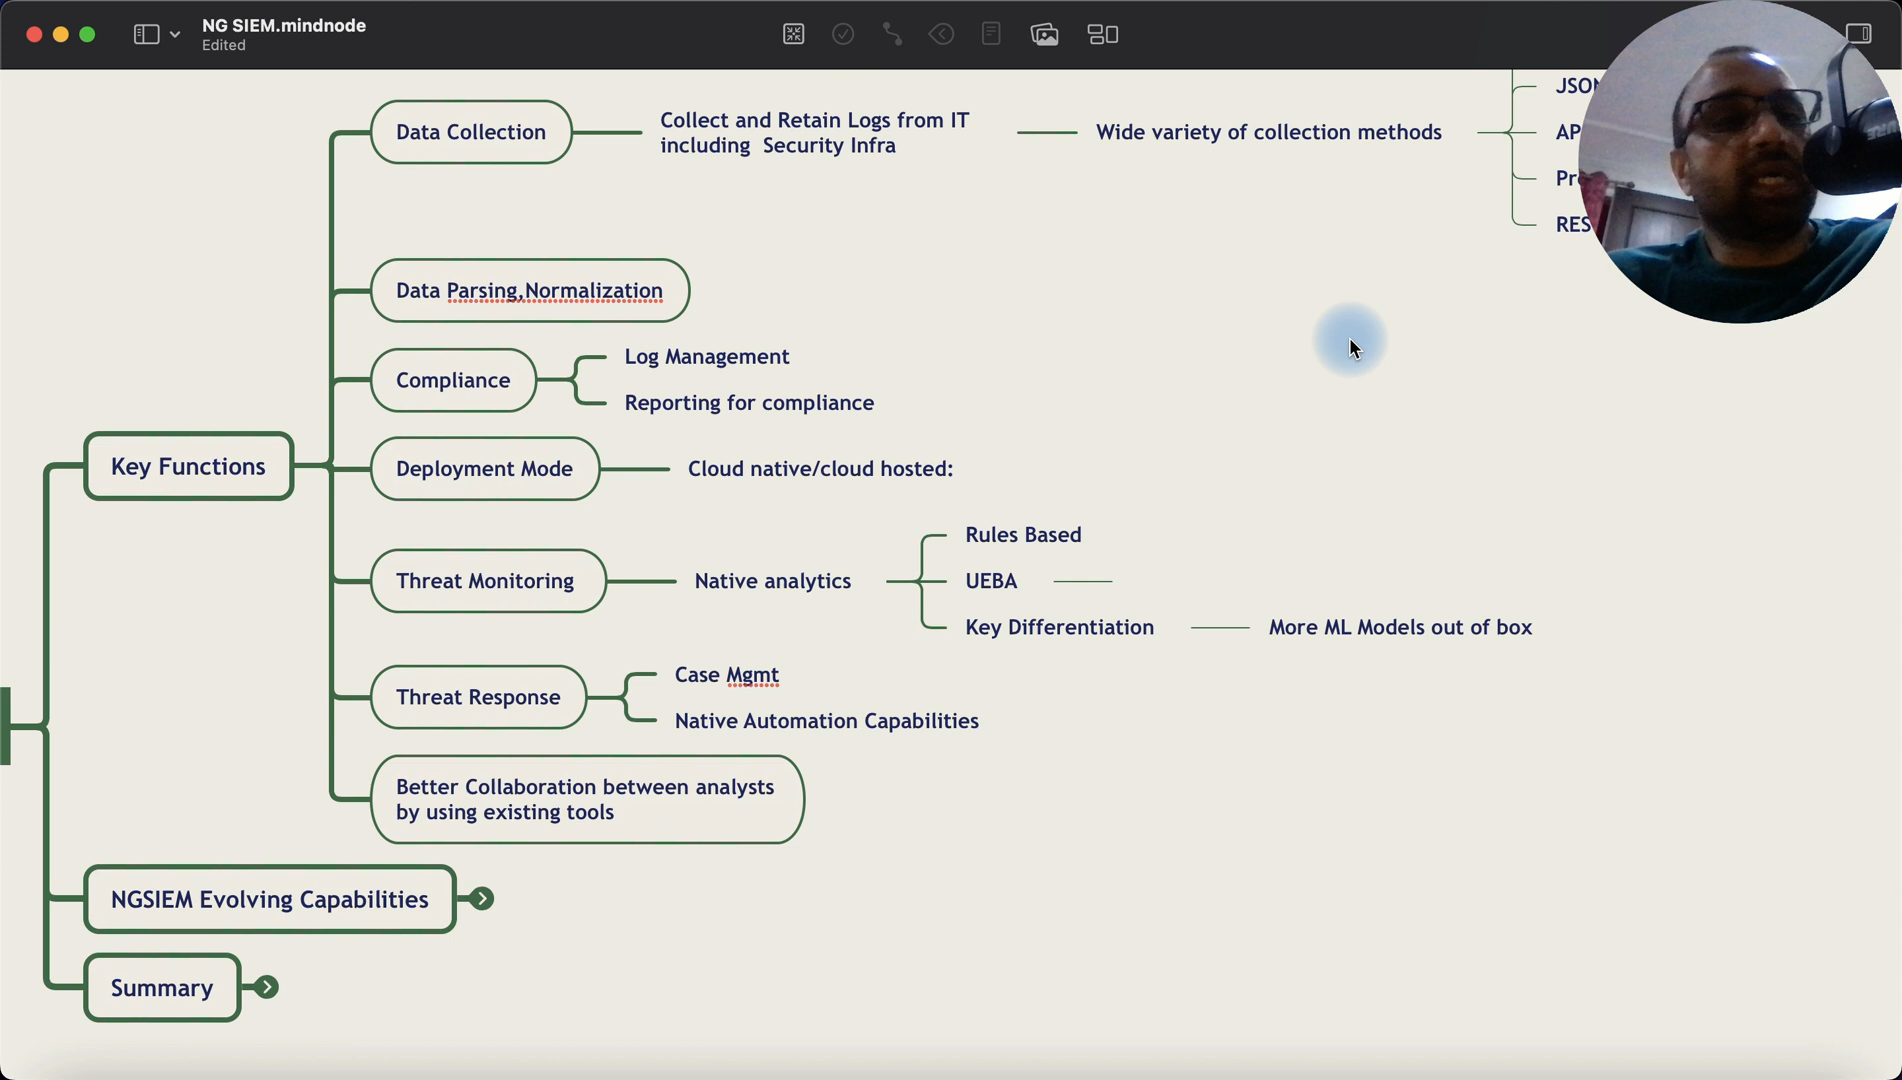 NG SIEM.mindnode
Edited
Data Collection
Collect and Retain Logs from IT
including  Security Infra
Wide variety of collection methods
Data Parsing,Normalization
Compliance
Log Management
Reporting for compliance
Key Functions
Deployment Mode
Cloud native/cloud hosted:
Threat Monitoring
Native analytics
Rules Based
UEBA
Key Differentiation
More ML Models out of box
Threat Response
Case Mgmt
Native Automation Capabilities
Better Collaboration between analysts
by using existing tools
NGSIEM Evolving Capabilities
Summary